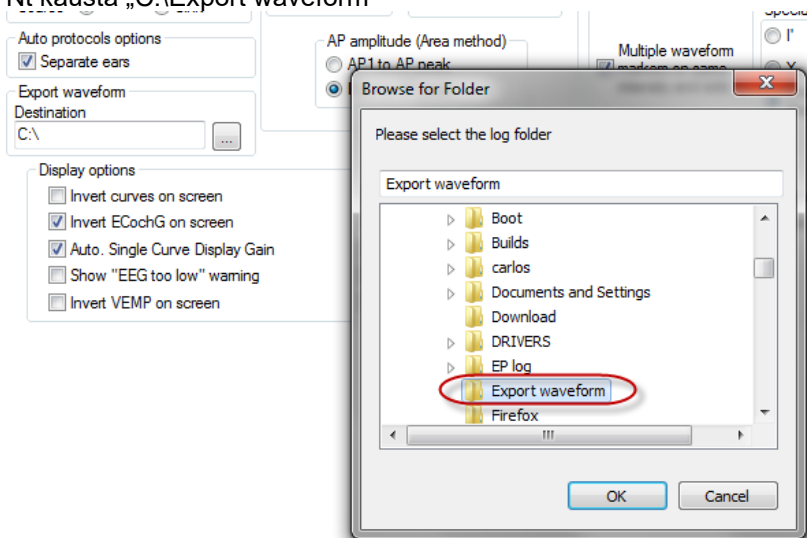 Nt kausta „C:\Export waveform
Auto protocols options
Separate ears
Export waveform
Destination
C:\
...
AP amplitude (Area method)
AP1 to AP peak
Multiple waveform
Display options
Invert curves on screen
Invert ECochG on screen
Auto. Single Curve Display Gain
Show "EEG too low" warning
Invert VEMP on screen
Browse for Folder
Please select the log folder
Export waveform
Boot
Builds
carlos
Documents and Settings
Download
DRIVERS
EP log
Export waveform
Firefox
OK
Cancel